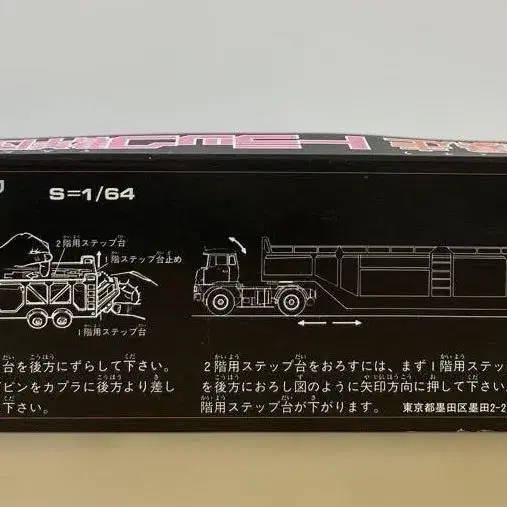 S=1/64
2階用ステップ台
1階ステップ台止め
1階用ステップ台
台を後方にずらして下さい。
ピンをカプラに後方より差し
下さい。
2階用ステップ台をおろすには、まず1階用ステッ
を後方におろし図のように矢印方向に押して下さい
階用ステップ台が下がります。 東京都墨田区墨田2-2